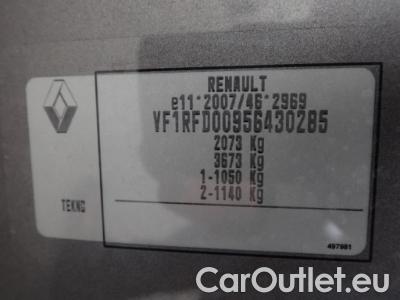 RENAULT
e11*2007/46*2969
VF1RFD00956430285
2073 Kg
3673 Kg
1-1050 Kg
2-1140 Kg
TEKNG
497981
CarOutlet.eu